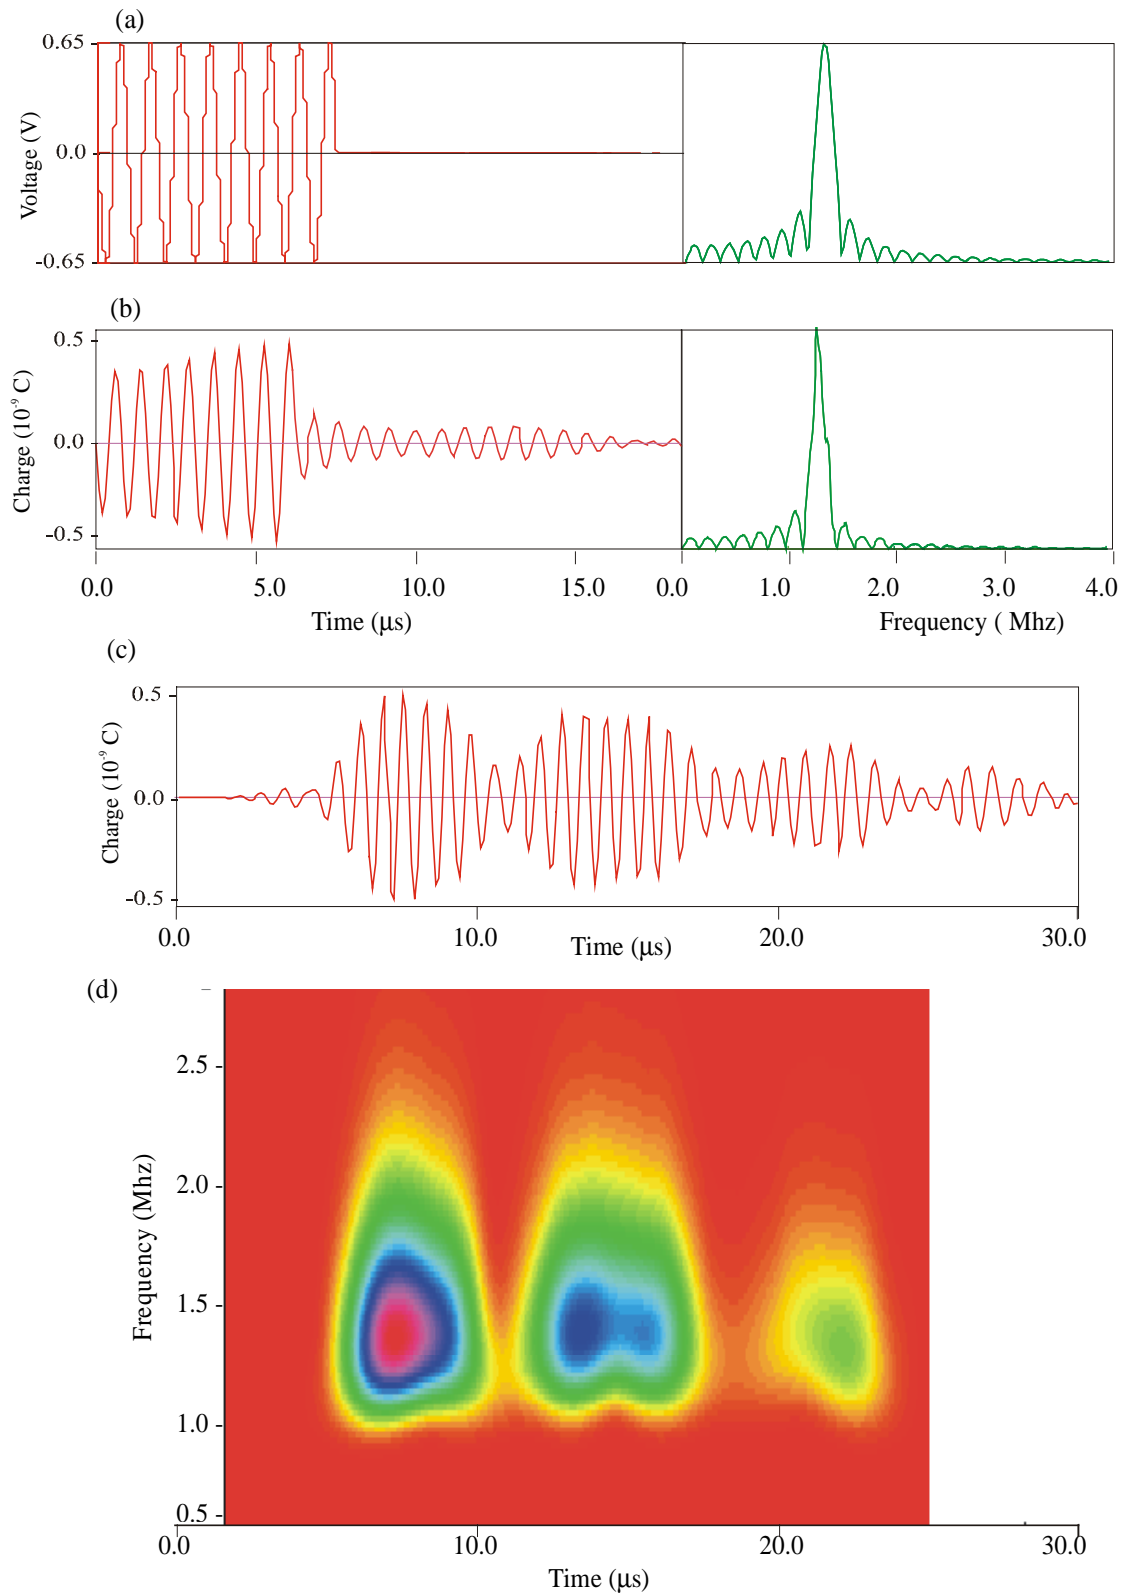 (a)
0.65
0.0
-0.65
Voltage (V)
(b)
0.5
0.0
-0.5
Charge (10⁻⁹ C)
0.0 5.0 10.0 15.0 0.0 1.0 2.0 3.0 4.0
Time (μs) Frequency ( Mhz)
(c)
0.5
0.0
-0.5
Charge (10⁻⁹ C)
0.0 10.0 20.0 30.0
Time (μs)
(d)
2.5
2.0
1.5
1.0
0.5
Frequency (Mhz)
0.0 10.0 20.0 30.0
Time (μs)